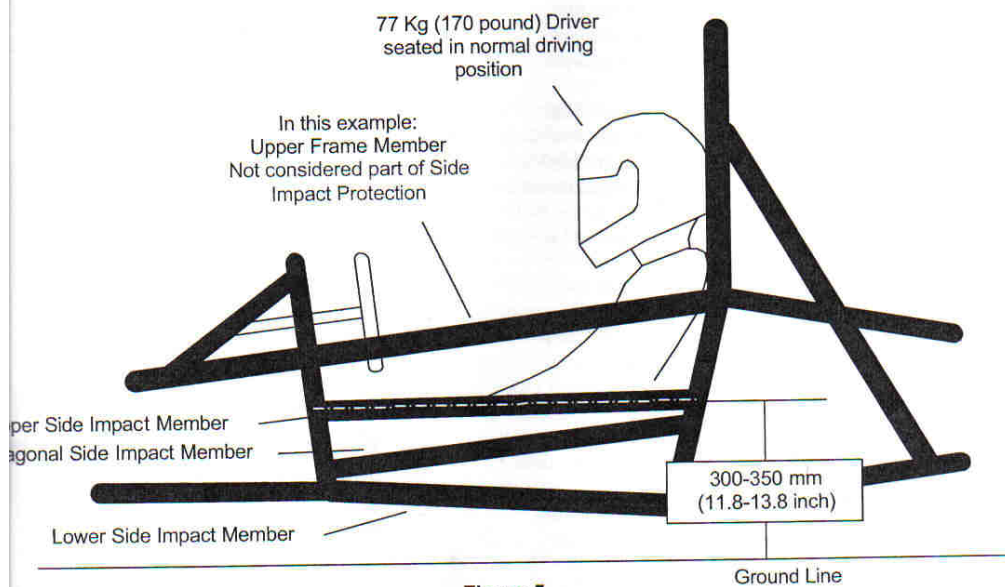 77 Kg (170 pound) Driver
seated in normal driving
position
In this example:
Upper Frame Member
Not considered part of Side
Impact Protection
per Side Impact Member
agonal Side Impact Member
Lower Side Impact Member
300-350 mm
(11.8-13.8 inch)
Ground Line